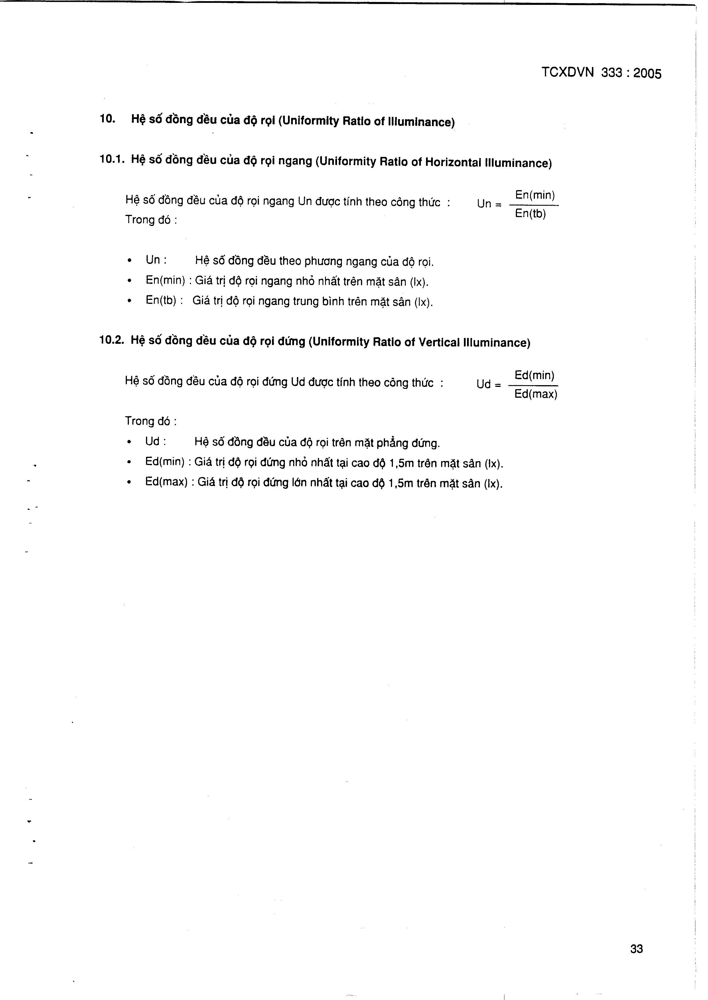 TCXDVN 333 : 2005
10. Hệ số đồng đều của độ rọi (Uniformity Ratio of Illuminance)
10.1. Hệ số đồng đều của độ rọi ngang (Uniformity Ratio of Horizontal Illuminance)
Hệ số đồng đều của độ rọi ngang Un được tính theo công thức : Un = En(min)
En(tb)
Trong đó :
• Un : Hệ số đồng đều theo phương ngang của độ rọi.
• En(min) : Giá trị độ rọi ngang nhỏ nhất trên mặt sân (lx).
• En(tb) : Giá trị độ rọi ngang trung bình trên mặt sân (lx).
10.2. Hệ số đồng đều của độ rọi đứng (Uniformity Ratio of Vertical Illuminance)
Hệ số đồng đều của độ rọi đứng Ud được tính theo công thức : Ud = Ed(min)
Ed(max)
Trong đó :
• Ud : Hệ số đồng đều của độ rọi trên mặt phẳng đứng.
• Ed(min) : Giá trị độ rọi đứng nhỏ nhất tại cao độ 1,5m trên mặt sân (lx).
• Ed(max) : Giá trị độ rọi đứng lớn nhất tại cao độ 1,5m trên mặt sân (lx).
33